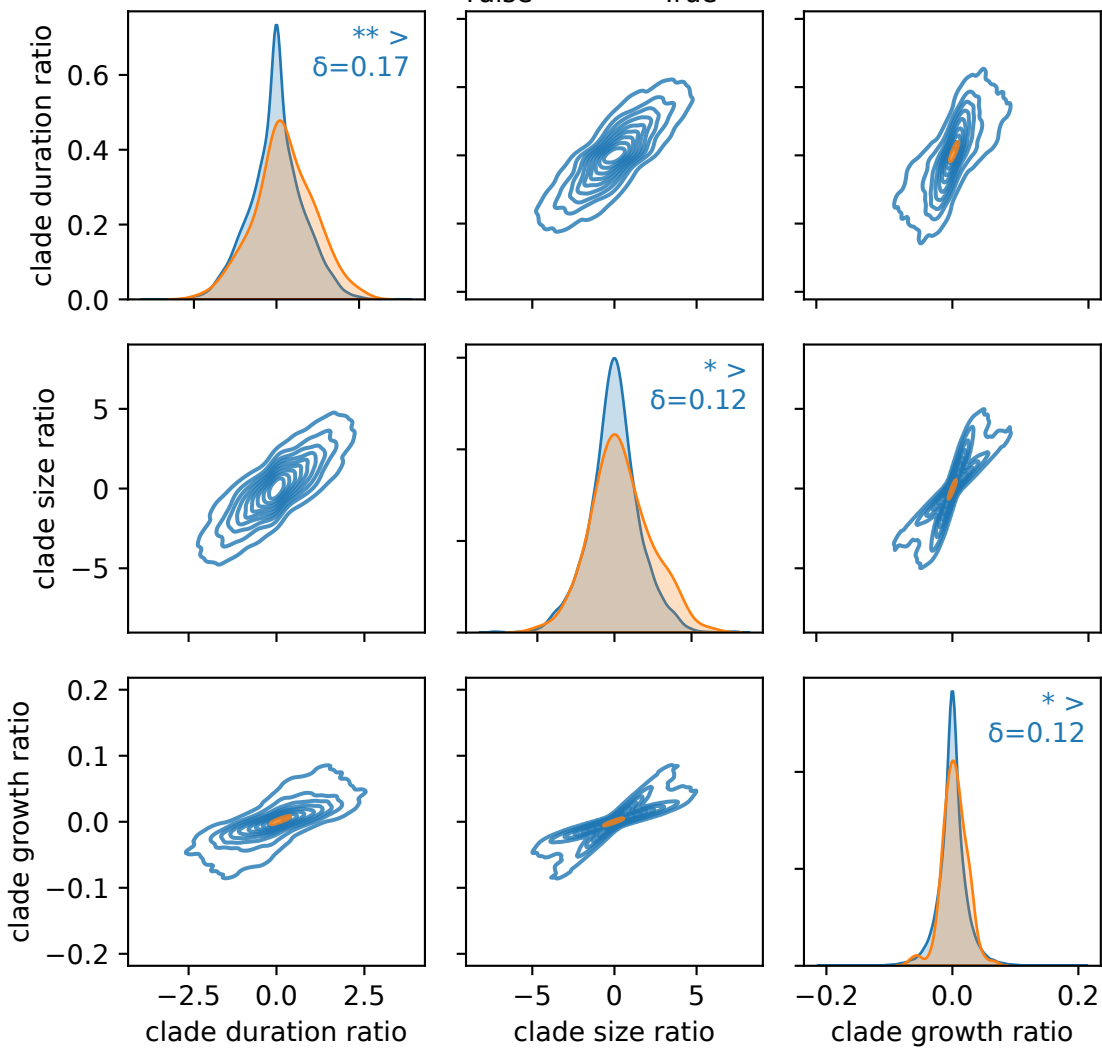 False True
clade duration ratio
0.6
0.4
0.2
0.0
** >
δ=0.17
clade size ratio
5
0
−5
* >
δ=0.12
clade growth ratio
0.2
0.1
0.0
−0.1
−0.2
* >
δ=0.12
−2.5 0.0 2.5
clade duration ratio
−5 0 5
clade size ratio
−0.2 0.0 0.2
clade growth ratio